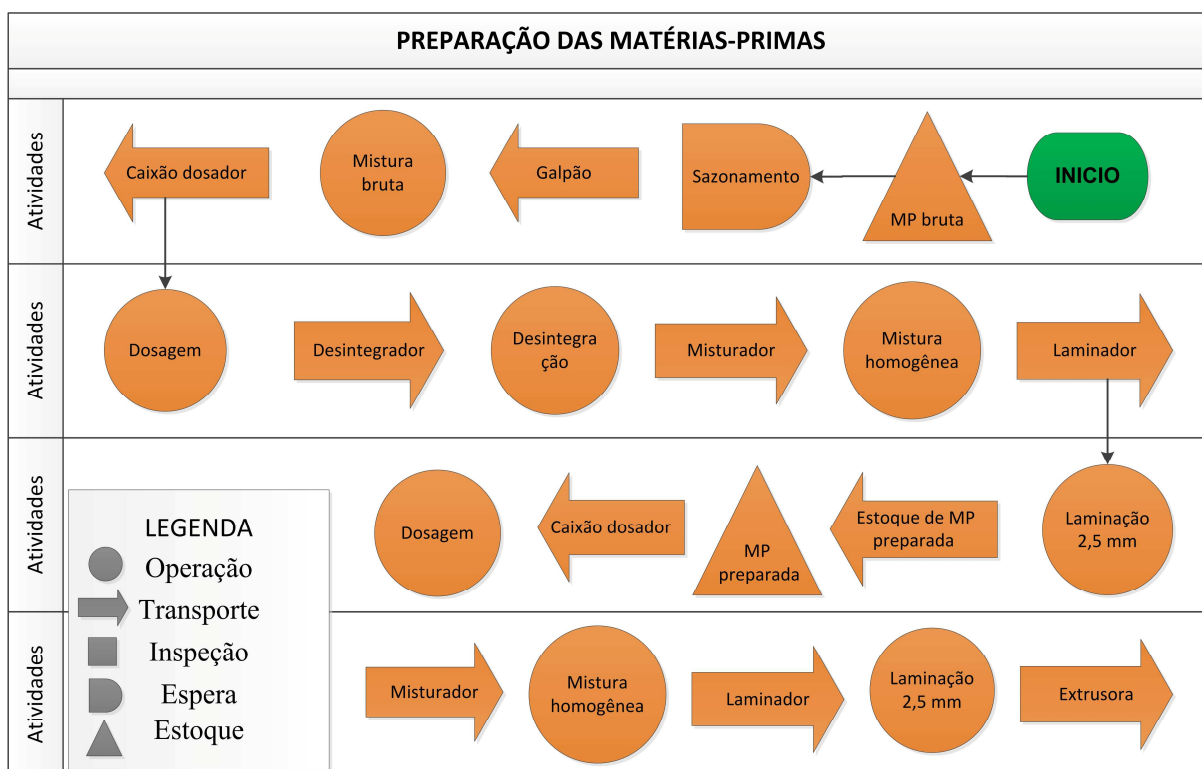 PREPARAÇÃO DAS MATÉRIAS-PRIMAS
Atividades
Caixão dosador
Mistura
bruta
Galpão
Sazonamento
MP bruta
INICIO
Atividades
Dosagem
Desintegrador
Desintegra
ção
Misturador
Mistura
homogênea
Laminador
Atividades
Dosagem
Caixão dosador
MP
preparada
Estoque de MP
preparada
Laminação
2,5 mm
Atividades
Misturador
Mistura
homogênea
Laminador
Laminação
2,5 mm
Extrusora
LEGENDA
Operação
Transporte
Inspeção
Espera
Estoque